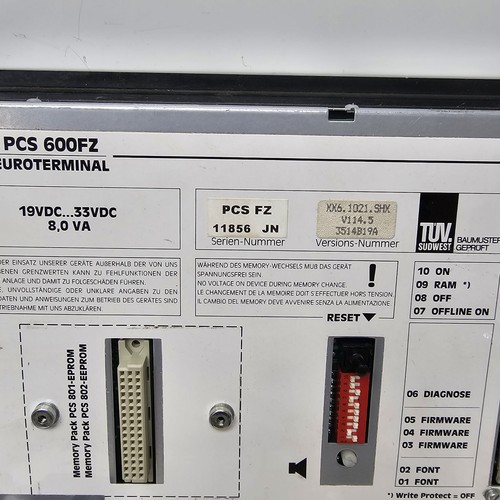 PCS 600FZ
EUROTERMINAL
19VDC...33VDC
8,0 VA
PCS FZ
11856 JN
Serien-Nummer
KK6.1021.SHX
V114.5
3514B19A
Versions-Nummer
TÜV
SÜDWEST
BAUMUSTER
GEPRÜFT
DER EINSATZ UNSERER GERÄTE AUßERHALB DER VON UNS
GRENZWERTEN KANN ZU FEHLFUNKTIONEN DER
ANLAGE UND DAMIT ZU FOLGESCHÄDEN FÜHREN.
UNVOLLSTÄNDIGE ODER UNKLARE ANGABEN ZU DEN
DATEN UND ANWEISUNGEN ZUM BETRIEB DES GERÄTES SIND
MIT UNS ABZUKLÄREN
WÄHREND DES MEMORY-WECHSELS MUß DAS GERÄT
SPANNUNGSFREI SEIN.
NO VOLTAGE ON DEVICE DURING MEMORY CHANGE.
LE CHANGEMENT DE LA MEMOIRE DOIT S'EFFECTUER HORS TENSION
IL CAMBIO DEL MEMORY DEVE AVVENIRE SENZA LA ALIMENTAZIONE.
!
RESET
10 ON
09 RAM *)
08 OFF
07 OFFLINE ON
06 DIAGNOSE
05 FIRMWARE
04 FIRMWARE
03 FIRMWARE
02 FONT
01 FONT
*) Write Protect = OFF
Memory Pack PCS 801-EPROM
Memory Pack PCS 802-EEPROM